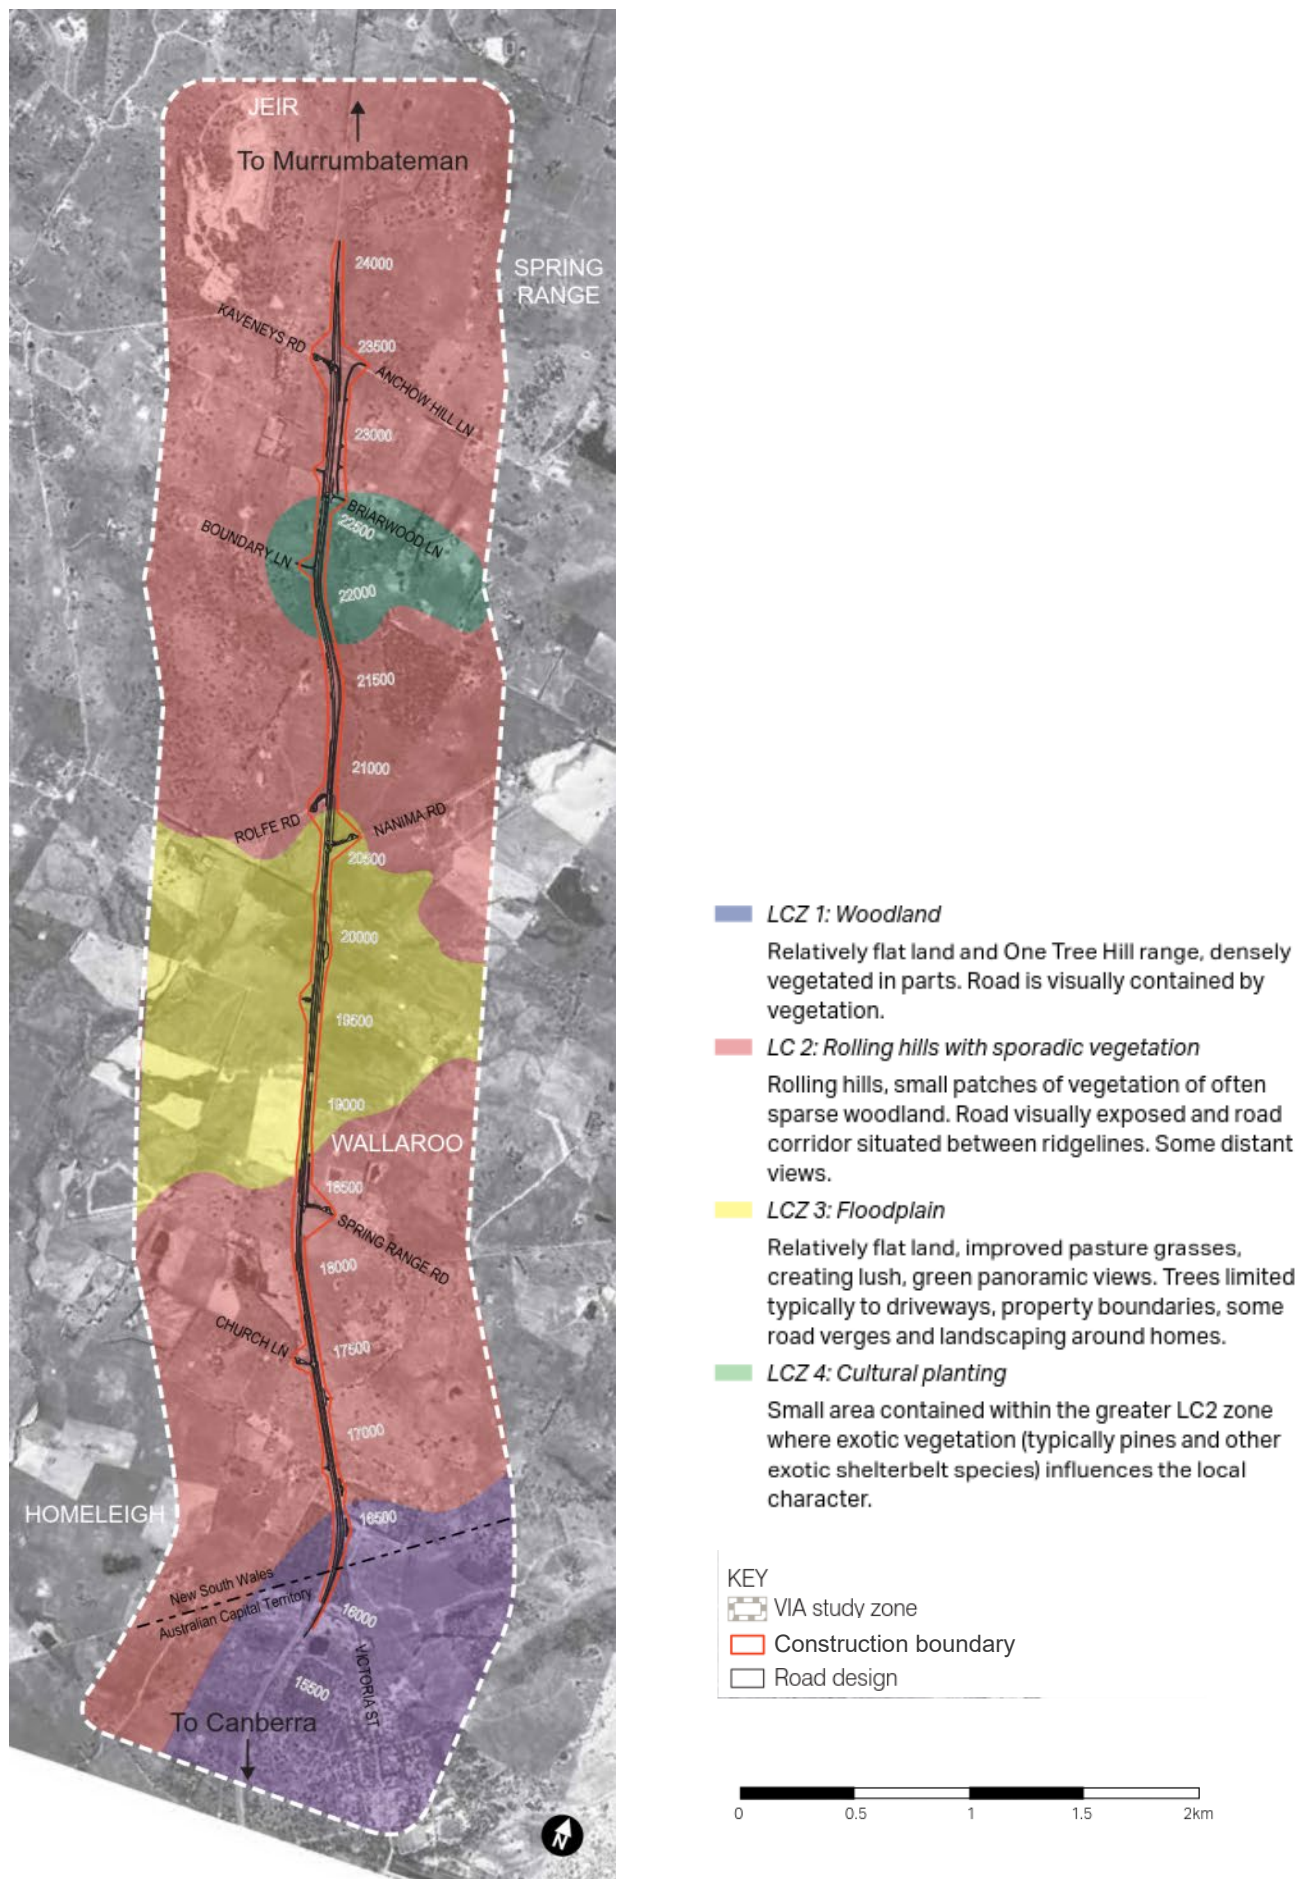 JEIR
To Murrumbateman
24000
SPRING
RANGE
KAVENEYS RD
23500
ANCHOW HILL LN
23000
BRIARWOOD LN
22500
BOUNDARY LN
22000
21500
21000
ROLFE RD
NANIMA RD
20500
20000
19500
19000
WALLAROO
18500
SPRING RANGE RD
18000
CHURCH LN
17500
17000
HOMELEIGH
16500
New South Wales
Australian Capital Territory
16000
VICTORIA ST
15500
To Canberra
N
LCZ 1: Woodland
Relatively flat land and One Tree Hill range, densely
vegetated in parts. Road is visually contained by
vegetation.
LC 2: Rolling hills with sporadic vegetation
Rolling hills, small patches of vegetation of often
sparse woodland. Road visually exposed and road
corridor situated between ridgelines. Some distant
views.
LCZ 3: Floodplain
Relatively flat land, improved pasture grasses,
creating lush, green panoramic views. Trees limited
typically to driveways, property boundaries, some
road verges and landscaping around homes.
LCZ 4: Cultural planting
Small area contained within the greater LC2 zone
where exotic vegetation (typically pines and other
exotic shelterbelt species) influences the local
character.
KEY
VIA study zone
Construction boundary
Road design
0 0.5 1 1.5 2km